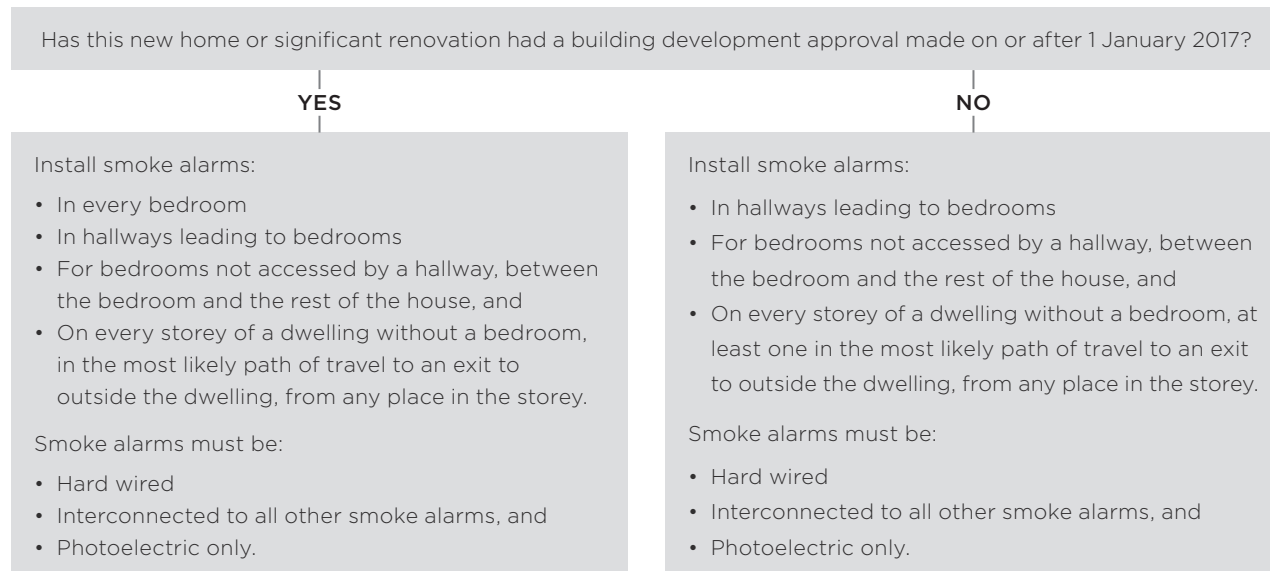 Has this new home or significant renovation had a building development approval made on or after 1 January 2017?
YES
Install smoke alarms:
• In every bedroom
• In hallways leading to bedrooms
• For bedrooms not accessed by a hallway, between
the bedroom and the rest of the house, and
• On every storey of a dwelling without a bedroom,
in the most likely path of travel to an exit to
outside the dwelling, from any place in the storey.
Smoke alarms must be:
• Hard wired
• Interconnected to all other smoke alarms, and
• Photoelectric only.
NO
Install smoke alarms:
• In hallways leading to bedrooms
• For bedrooms not accessed by a hallway, between
the bedroom and the rest of the house, and
• On every storey of a dwelling without a bedroom, at
least one in the most likely path of travel to an exit
to outside the dwelling, from any place in the storey.
Smoke alarms must be:
• Hard wired
• Interconnected to all other smoke alarms, and
• Photoelectric only.